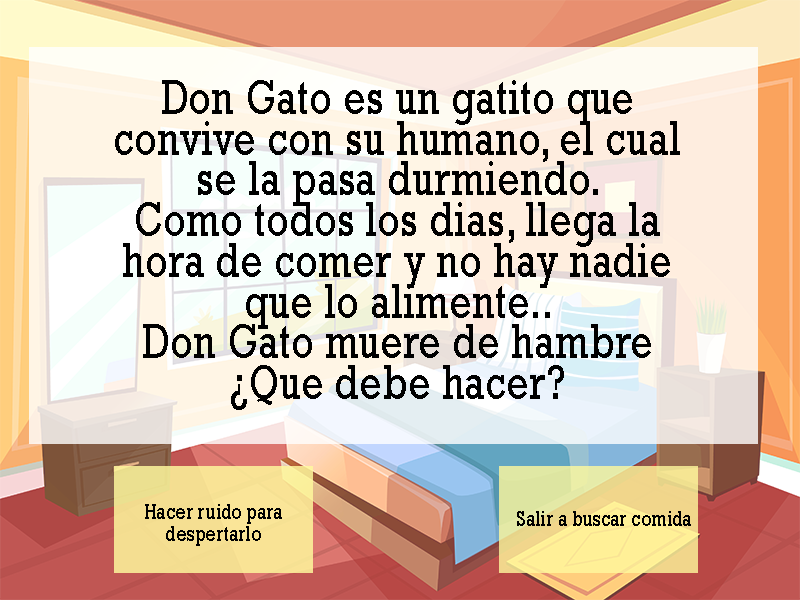 Don Gato es un gatito que
convive con su humano, el cual
se la pasa durmiendo.
Como todos los dias, llega la
hora de comer y no hay nadie
que lo alimente..
Don Gato muere de hambre
¿Que debe hacer?
Hacer ruido para
despertarlo
Salir a buscar comida